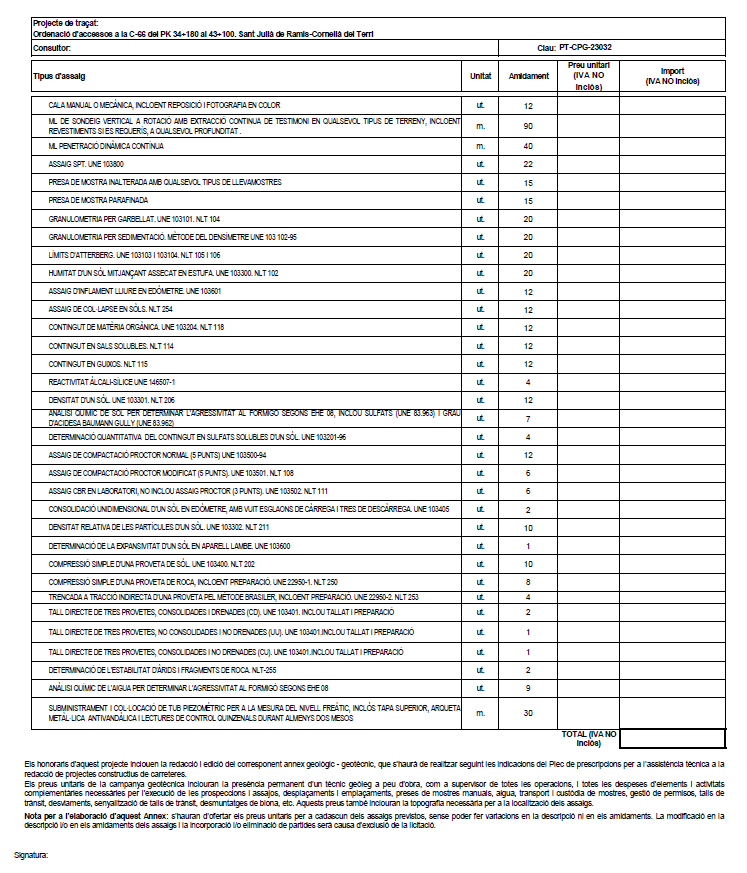 Projecte de traçat:
Ordenació d'accessos a la C-66 del PK 34+180 al 43+100. Sant Julià de Ramis-Cornellà del Terri
Consultor: Clau: PT-CPG-23032
Tipus d'assaig Unitat Amidament Preu unitari (IVA NO inclòs) Import (IVA NO inclòs)
CALA MANUAL O MECÀNICA, INCLOENT REPOSICIÓ I FOTOGRAFIA EN COLOR ut. 12
ML DE SONDEIG VERTICAL A ROTACIÓ AMB EXTRACCIÓ CONTINUA DE TESTIMONI EN QUALSEVOL TIPUS DE TERRENY, INCLOENT
REVESTIMENTS SI ES REQUERÍS, A QUALSEVOL PROFUNDITAT . m. 90
ML PENETRACIÓ DINÀMICA CONTÍNUA m. 40
ASSAIG SPT. UNE 103800 ut. 22
PRESA DE MOSTRA INALTERADA AMB QUALSEVOL TIPUS DE LLEVAMOSTRES ut. 15
PRESA DE MOSTRA PARAFINADA ut. 15
GRANULOMETRIA PER GARBELLAT. UNE 103101. NLT 104 ut. 20
GRANULOMETRIA PER SEDIMENTACIÓ. MÈTODE DEL DENSÍMETRE UNE 103 102-95 ut. 20
LÍMITS D'ATTERBERG. UNE 103103 I 103104. NLT 105 I 106 ut. 20
HUMITAT D'UN SÒL MITJANÇANT ASSECAT EN ESTUFA. UNE 103300. NLT 102 ut. 20
ASSAIG D'INFLAMENT LLIURE EN EDÒMETRE. UNE 103601 ut. 12
ASSAIG DE COL·LAPSE EN SÒLS. NLT 254 ut. 12
CONTINGUT DE MATÈRIA ORGÀNICA. UNE 103204. NLT 118 ut. 12
CONTINGUT EN SALS SOLUBLES. NLT 114 ut. 12
CONTINGUT EN GUIXOS. NLT 115 ut. 12
REACTIVITAT ÀLCALI-SÍLICE UNE 146507-1 ut. 4
DENSITAT D'UN SÒL. UNE 103301. NLT 206 ut. 12
ANÀLISI QUÍMIC DE SÒL PER DETERMINAR L'AGRESSIVITAT AL FORMIGÓ SEGONS EHE 08, INCLOU SULFATS (UNE 83.963) I GRAU
D'ACIDESA BAUMANN GULLY (UNE 83.962) ut. 7
DETERMINACIÓ QUANTITATIVA DEL CONTINGUT EN SULFATS SOLUBLES D'UN SÒL. UNE 103201-96 ut. 4
ASSAIG DE COMPACTACIÓ PROCTOR NORMAL (5 PUNTS) UNE 103500-94 ut. 12
ASSAIG DE COMPACTACIÓ PROCTOR MODIFICAT (5 PUNTS). UNE 103501. NLT 108 ut. 6
ASSAIG CBR EN LABORATORI, NO INCLOU ASSAIG PROCTOR (3 PUNTS). UNE 103502. NLT 111 ut. 6
CONSOLIDACIÓ UNIDIMENSIONAL D'UN SÒL EN EDÒMETRE, AMB VUIT ESGLAONS DE CÀRREGA I TRES DE DESCÀRREGA. UNE 103405 ut. 2
DENSITAT RELATIVA DE LES PARTÍCULES D'UN SÒL. UNE 103302. NLT 211 ut. 10
DETERMINACIÓ DE LA EXPANSIVITAT D'UN SÒL EN APARELL LAMBE. UNE 103600 ut. 1
COMPRESSIÓ SIMPLE D'UNA PROVETA DE SÒL. UNE 103400. NLT 202 ut. 10
COMPRESSIÓ SIMPLE D'UNA PROVETA DE ROCA, INCLOENT PREPARACIÓ. UNE 22950-1. NLT 250 ut. 8
TRENCADA A TRACCIÓ INDIRECTA D'UNA PROVETA PEL MÈTODE BRASILER, INCLOENT PREPARACIÓ. UNE 22950-2. NLT 253 ut. 4
TALL DIRECTE DE TRES PROVETES, CONSOLIDADES I DRENADES (CD). UNE 103401. INCLOU TALLAT I PREPARACIÓ ut. 2
TALL DIRECTE DE TRES PROVETES, NO CONSOLIDADES I NO DRENADES (UU). UNE 103401.INCLOU TALLAT I PREPARACIÓ ut. 1
TALL DIRECTE DE TRES PROVETES, CONSOLIDADES I NO DRENADES (CU). UNE 103401.INCLOU TALLAT I PREPARACIÓ ut. 1
DETERMINACIÓ DE L'ESTABILITAT D'ÀRIDS I FRAGMENTS DE ROCA. NLT-255 ut. 2
ANÀLISI QUÍMIC DE L'AIGUA PER DETERMINAR L'AGRESSIVITAT AL FORMIGÓ SEGONS EHE 08 ut. 9
SUBMINISTRAMENT I COL·LOCACIÓ DE TUB PIEZOMÈTRIC PER A LA MESURA DEL NIVELL FREÀTIC, INCLÒS TAPA SUPERIOR, ARQUETA
METÀL·LICA ANTIVANDÀLICA I LECTURES DE CONTROL QUINZENALS DURANT ALMENYS DOS MESOS m. 30
TOTAL (IVA NO
inclòs)
Els honoraris d'aquest projecte inclouen la redacció i edició del corresponent annex geològic - geotècnic, que s'haurà de realitzar seguint les indicacions del Plec de prescripcions per a l'assistència tècnica a la
redacció de projectes constructius de carreteres.
Els preus unitaris de la campanya geotècnica inclouran la presència permanent d'un tècnic geòleg a peu d'obra, com a supervisor de totes les operacions, i totes les despeses d'elements i activitats
complementàries necessàries per l'execució de les prospeccions i assajos, desplaçaments i emplaçaments, preses de mostres manuals, aigua, transport i custòdia de mostres, gestió de permisos, talls de
trànsit, desviaments, senyalització de talls de trànsit, desmuntatges de biona, etc. Aquests preus també inclouran la topografia necessària per a la localització dels assaigs.
Nota per a l'elaboració d'aquest Annex: s'hauran d'ofertar els preus unitaris per a cadascun dels assaigs previstos, sense poder fer variacions en la descripció ni en els amidaments. La modificació en la
descripció i/o en els amidaments dels assaigs i la incorporació i/o eliminació de partides serà causa d'exclusió de la licitació.
Signatura: